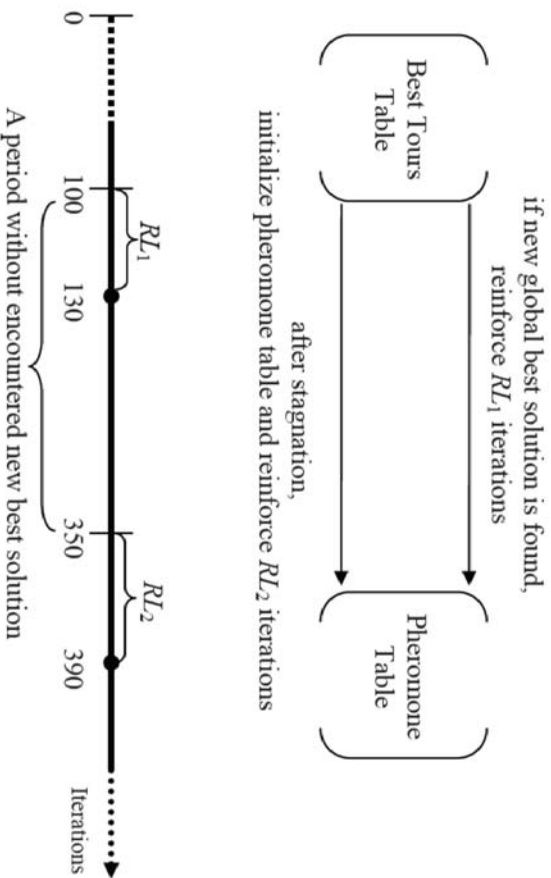 if new global best solution is found,
reinforce RL₁ iterations
Best Tours
Table
Pheromone
Table
after stagnation,
initialize pheromone table and reinforce RL₂ iterations
RL₁
RL₂
0
100
130
350
390
Iterations
A period without encountered new best solution